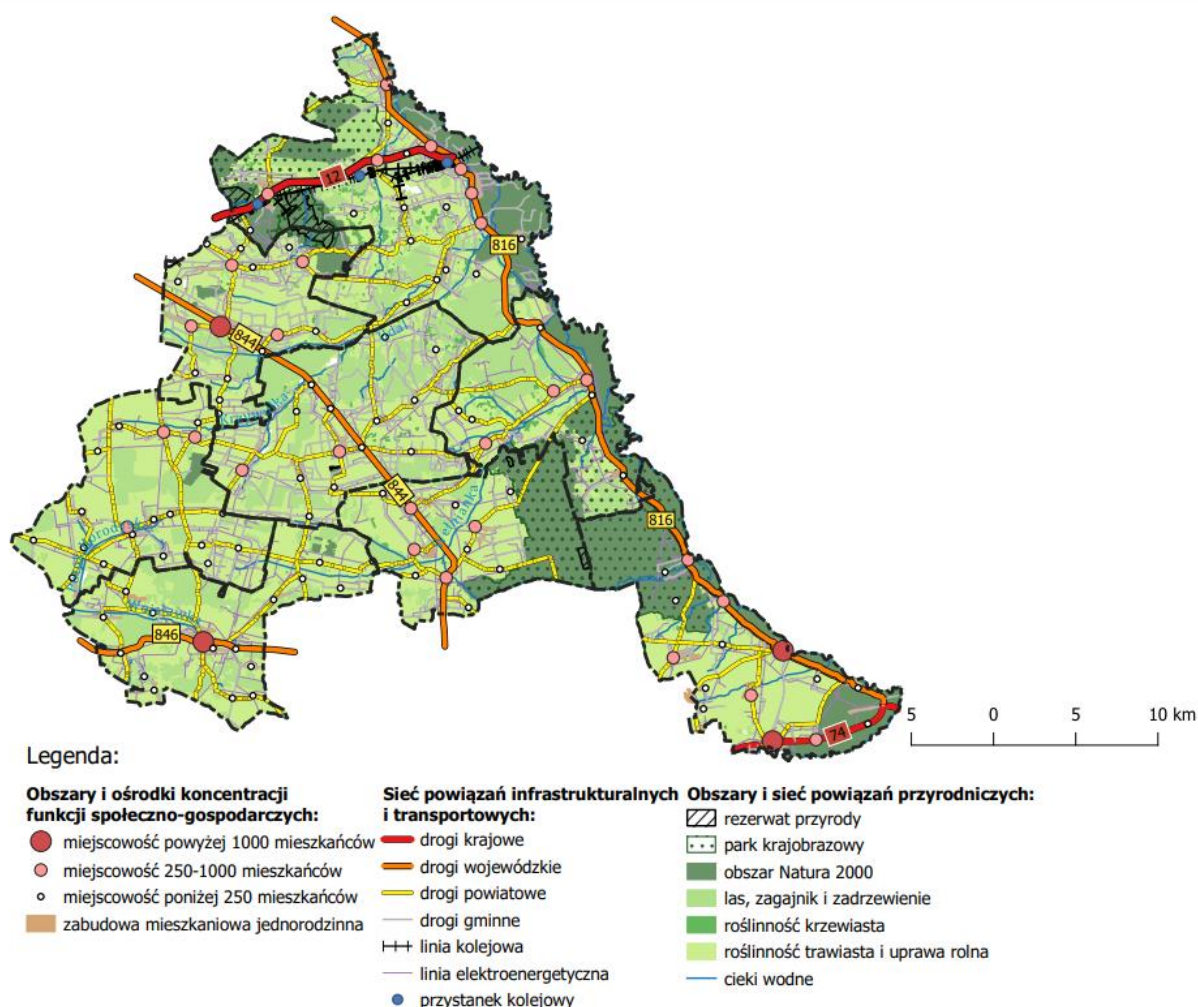 12
816
844
Udal
844
816
846
74
5 0 5 10 km
Legenda:
Obszary i ośrodki koncentracji
funkcji społeczno-gospodarczych:
miejscowość powyżej 1000 mieszkańców
miejscowość 250-1000 mieszkańców
miejscowość poniżej 250 mieszkańców
zabudowa mieszkaniowa jednorodzinna
Sieć powiązań infrastrukturalnych
i transportowych:
drogi krajowe
drogi wojewódzkie
drogi powiatowe
drogi gminne
linia kolejowa
linia elektroenergetyczna
przystanek kolejowy
Obszary i sieć powiązań przyrodniczych:
rezerwat przyrody
park krajobrazowy
obszar Natura 2000
las, zagajnik i zadrzewienie
roślinność krzewiasta
roślinność trawiasta i uprawa rolna
cieki wodne